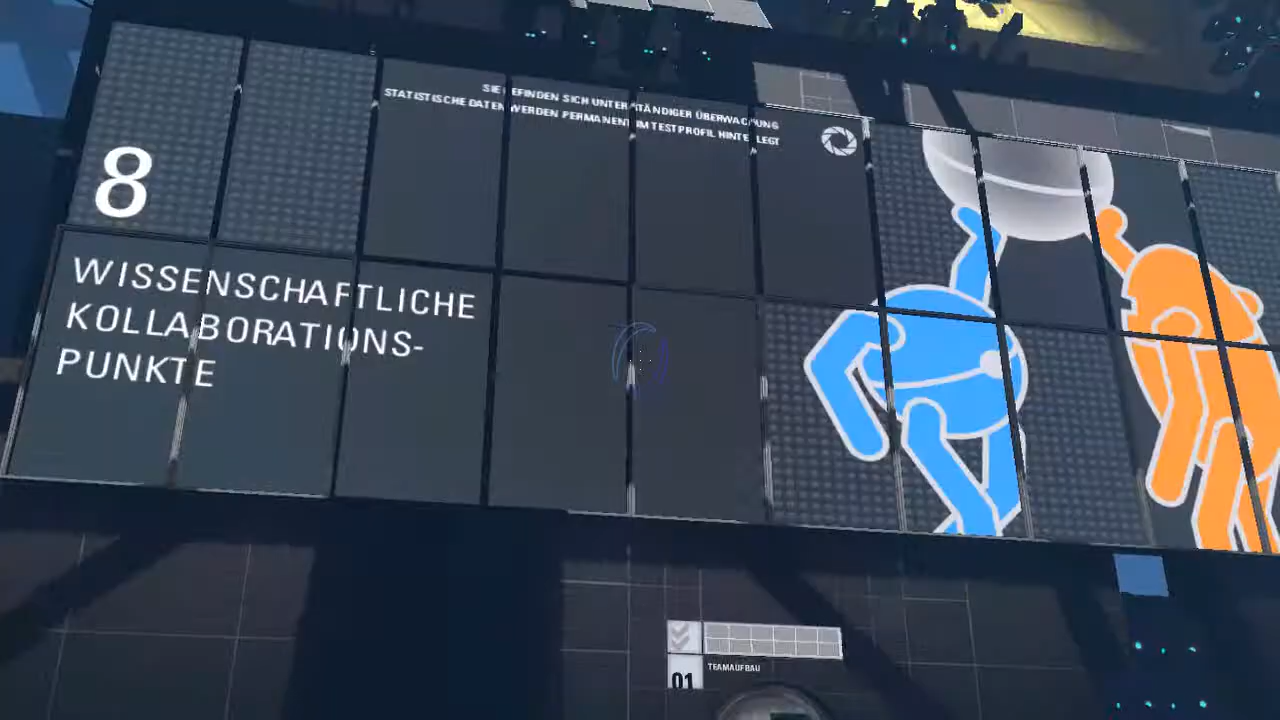 SIE BEFINDEN SICH UNTER STÄNDIGER ÜBERWACHUNG
STATISTISCHE DATEN WERDEN PERMANENT IM TESTPROFIL HINTERLEGT
8
WISSENSCHAFTLICHE
KOLLABORATIONS-
PUNKTE
01
TEAMAUFBAU